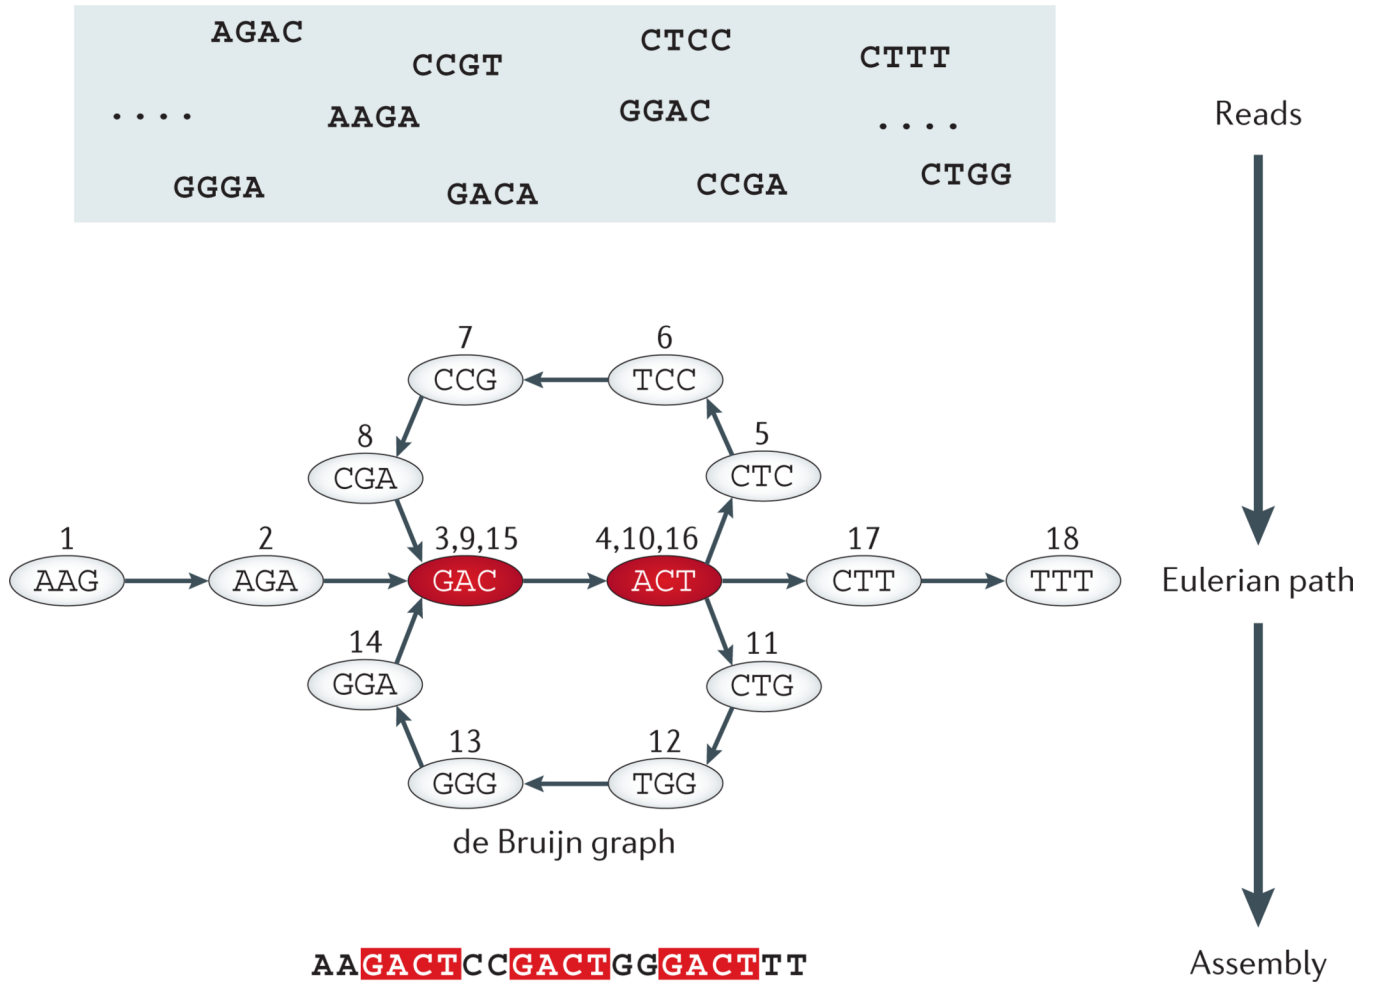 AGAC
CCGT
CTCC
CTTT
....
AAGA
GGAC
....
Reads
GGGA
GACA
CCGA
CTGG
7
6
CCG
TCC
8
5
CGA
CTC
1
2
3,9,15
4,10,16
17
18
AAG
AGA
GAC
ACT
CTT
TTT
Eulerian path
14
11
GGA
CTG
13
12
GGG
TGG
de Bruijn graph
AAGACTCCGACTGGGACTTT
Assembly